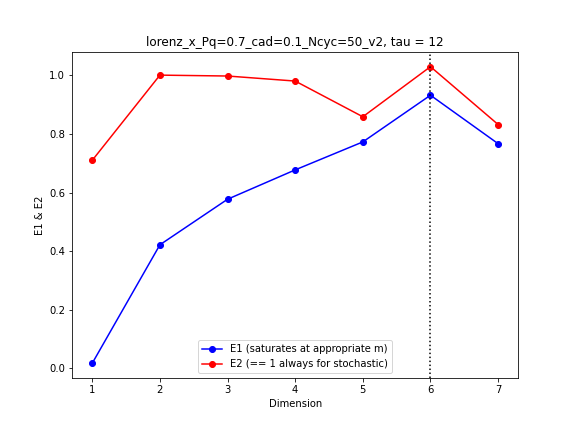 lorenz_x_Pq=0.7_cad=0.1_Ncyc=50_v2, tau = 12
1.0
0.8
0.6
0.4
0.2
0.0
E1 & E2
E1 (saturates at appropriate m)
E2 (== 1 always for stochastic)
1 2 3 4 5 6 7
Dimension